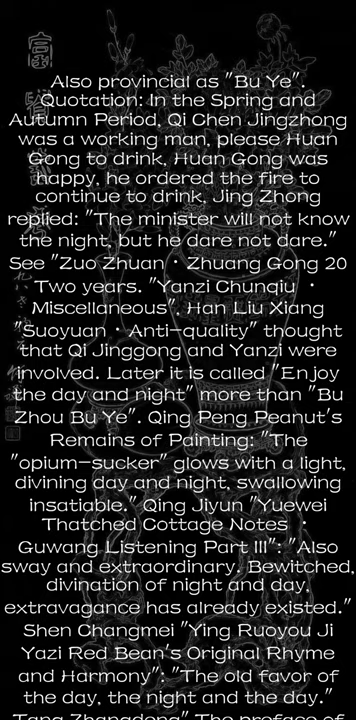 Also provincial as "Bu Ye".
Quotation: In the Spring and
Autumn Period, Qi Chen Jingzhong
was a working man, please Huan
Gong to drink, Huan Gong was
happy, he ordered the fire to
continue to drink, Jing Zhong
replied: "The minister will not know
the night, but he dare not dare."
See "Zuo Zhuan · Zhuang Gong 20
Two years. "Yanzi Chunqiu ·
Miscellaneous". Han Liu Xiang
"Suoyuan · Anti-quality" thought
that Qi Jinggong and Yanzi were
involved. Later it is called "Enjoy
the day and night" more than "Bu
Zhou Bu Ye". Qing Peng Peanut's
Remains of Painting: "The
"opium-sucker" glows with a light,
divining day and night, swallowing
insatiable." Qing Jiyun "Yuewei
Thatched Cottage Notes ·
Guwang Listening Part III": "Also
sway and extraordinary. Bewitched,
divination of night and day,
extravagance has already existed."
Shen Changmei "Ying Ruoyou Ji
Yazi Red Bean's Original Rhyme
and Harmony": "The old favor of
the day, the night and the day."
Tang Zhangdong" The preface of